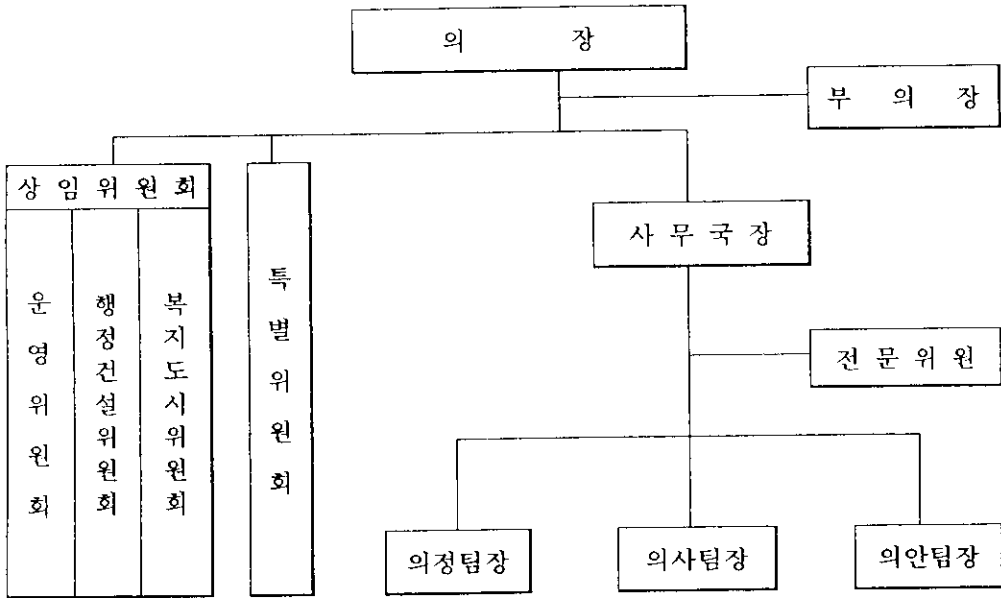 의 장
부 의 장
상 임 위 원 회
운영위원회
행정건설위원회
복지도시위원회
특별위원회
사 무 국 장
전 문 위 원
의정팀장
의사팀장
의안팀장